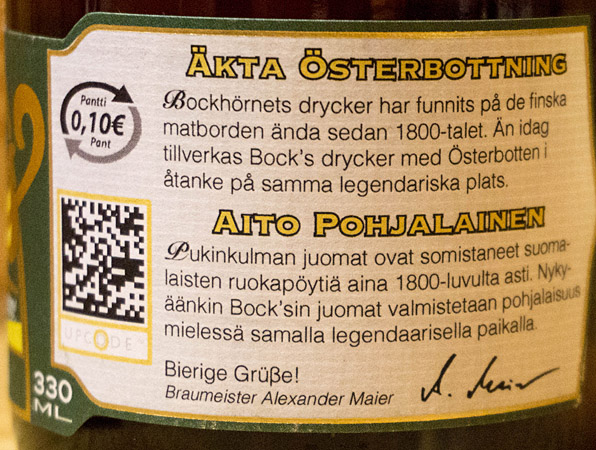 ÄKTA ÖSTERBOTTNING
Bockhörnets drycker har funnits på de finska
matborden ända sedan 1800-talet. Än idag
tillverkas Bock's drycker med Österbotten i
åtanke på samma legendariska plats.
AITO POHJALAINEN
Pukinkulman juomat ovat somistaneet suoma-
laisten ruokapöytiä aina 1800-luvulta asti. Nyky-
äänkin Bock'sin juomat valmistetaan pohjalaisuus
mielessä samalla legendaarisella paikalla.
Bierige Grüße!
Braumeister Alexander Maier
A. Maier
Pantti
0,10€
Pant
UPCODE
330
ML